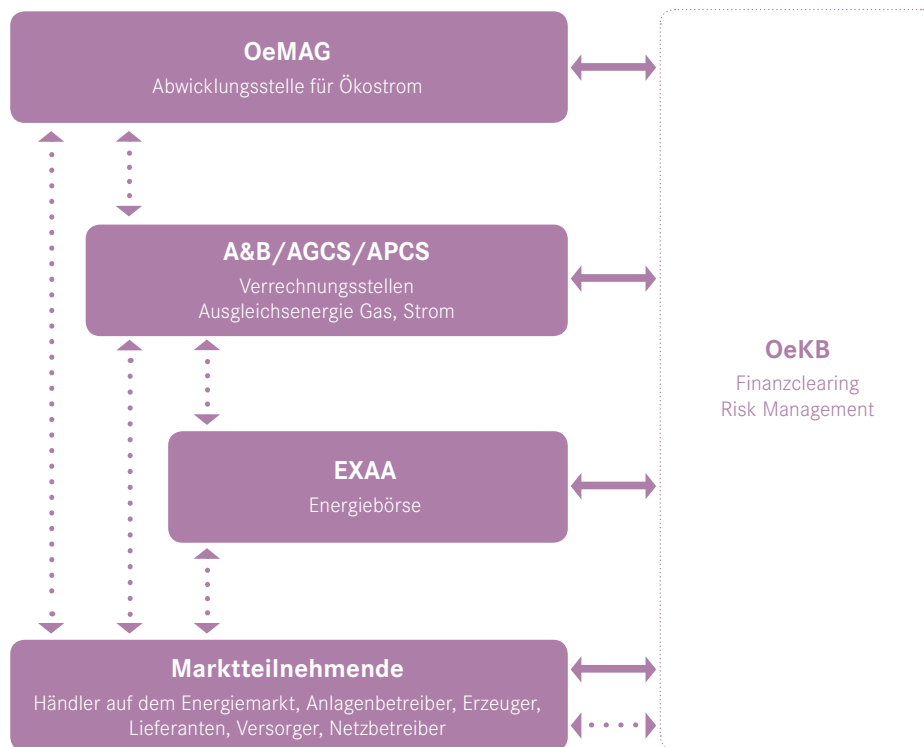 OeMAG
Abwicklungsstelle für Ökostrom
A&B/AGCS/APCS
Verrechnungsstellen
Ausgleichsenergie Gas, Strom
OeKB
Finanzclearing
Risk Management
EXAA
Energiebörse
Marktteilnehmende
Händler auf dem Energiemarkt, Anlagenbetreiber, Erzeuger,
Lieferanten, Versorger, Netzbetreiber